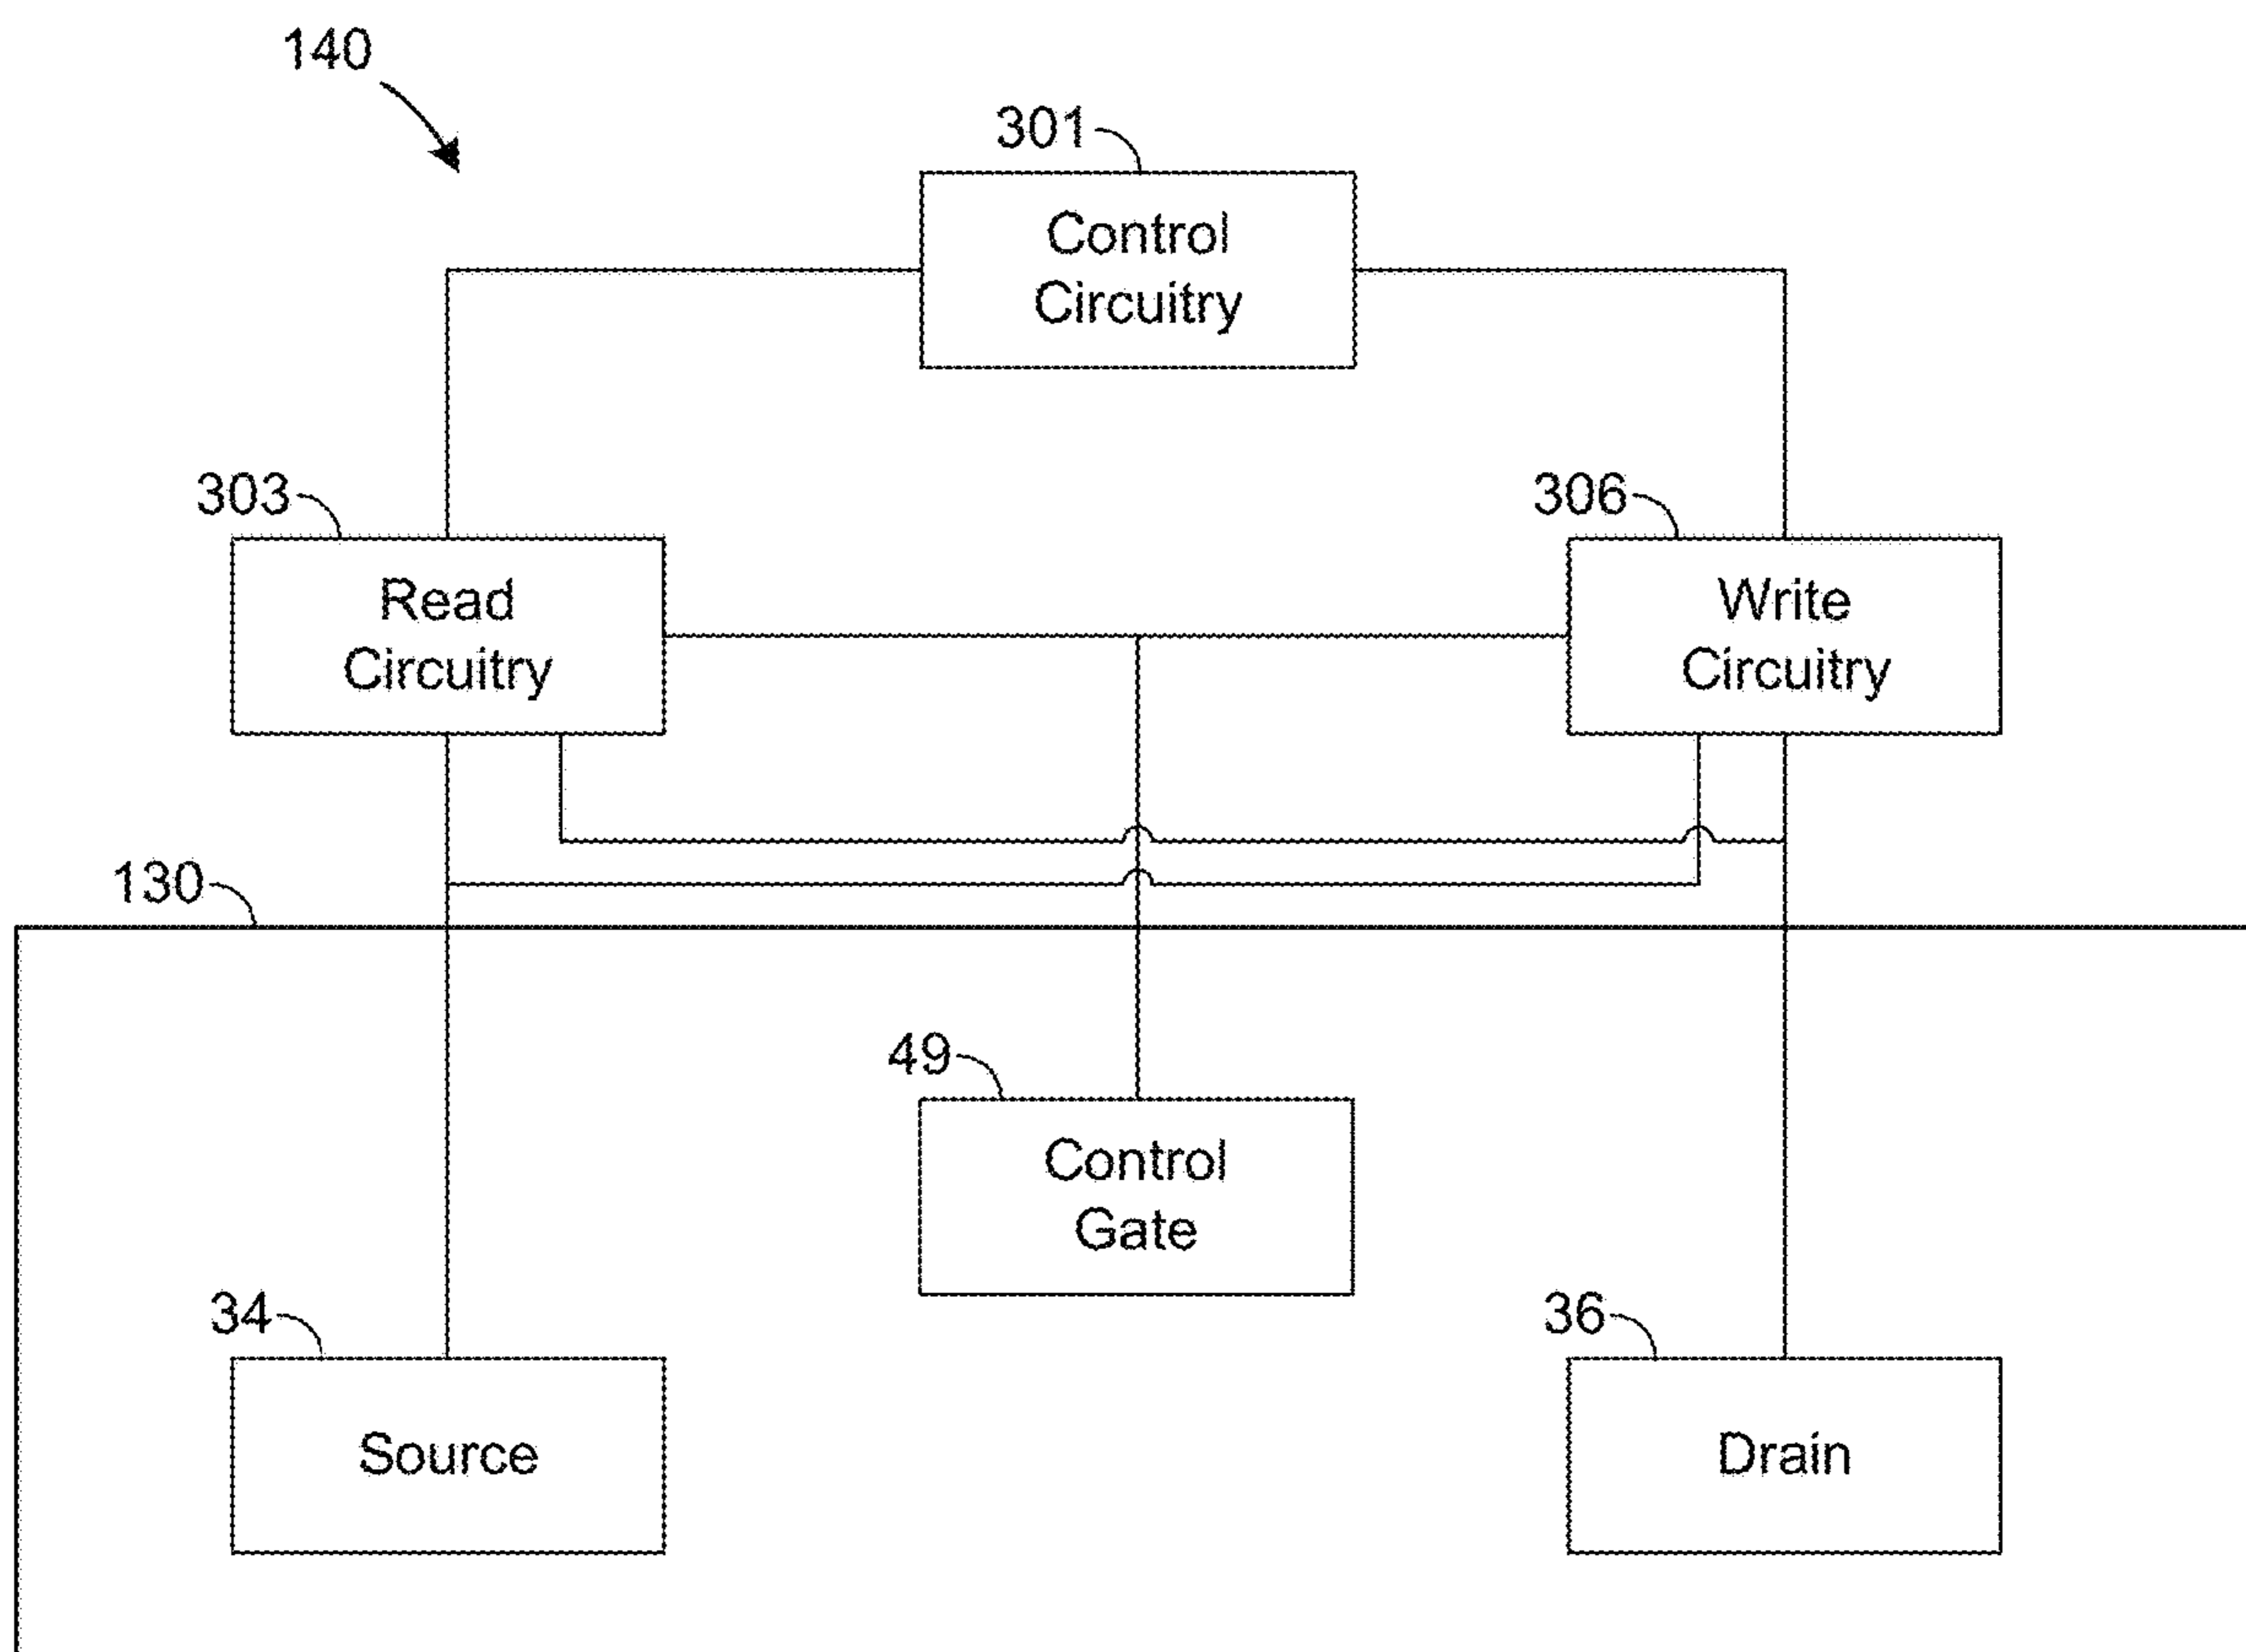 140
301
Control
Circuitry
303
306
Read
Circuitry
Write
Circuitry
130
49
Control
Gate
34
36
Source
Drain